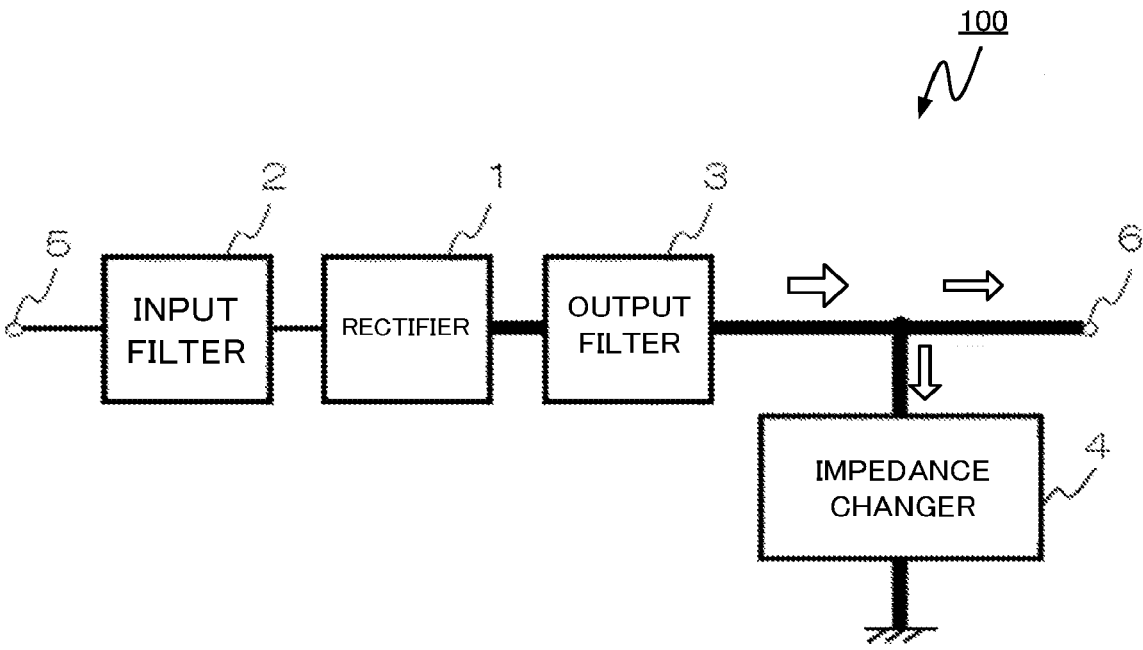 100
2
1
3
5
6
INPUT
FILTER
RECTIFIER
OUTPUT
FILTER
4
IMPEDANCE
CHANGER